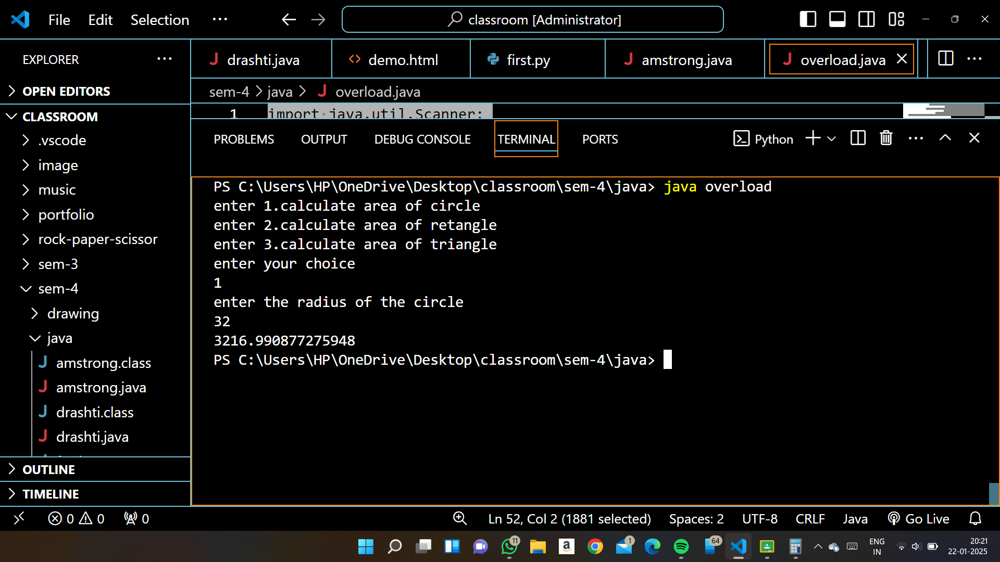 File Edit Selection ··· classroom [Administrator]
EXPLORER ···
OPEN EDITORS
CLASSROOM
.vscode
image
music
portfolio
rock-paper-scissor
sem-3
sem-4
drawing
java
amstrong.class
amstrong.java
drashti.class
drashti.java
OUTLINE
TIMELINE
drashti.java demo.html first.py amstrong.java overload.java
sem-4 > java > overload.java
1 import java.util.Scanner;
PROBLEMS OUTPUT DEBUG CONSOLE TERMINAL PORTS Python
PS C:\Users\HP\OneDrive\Desktop\classroom\sem-4\java> java overload
enter 1.calculate area of circle
enter 2.calculate area of retangle
enter 3.calculate area of triangle
enter your choice
1
enter the radius of the circle
32
3216.990877275948
PS C:\Users\HP\OneDrive\Desktop\classroom\sem-4\java>
0 0 0 Ln 52, Col 2 (1881 selected) Spaces: 2 UTF-8 CRLF Java Go Live
11 a 1 64 ENG 20:21
IN 22-01-2025